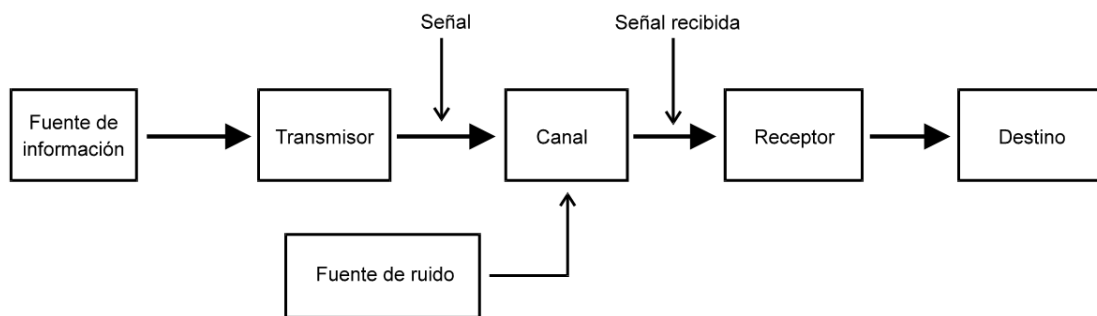 Señal
Señal recibida
Fuente de
información
Transmisor
Canal
Receptor
Destino
Fuente de ruido